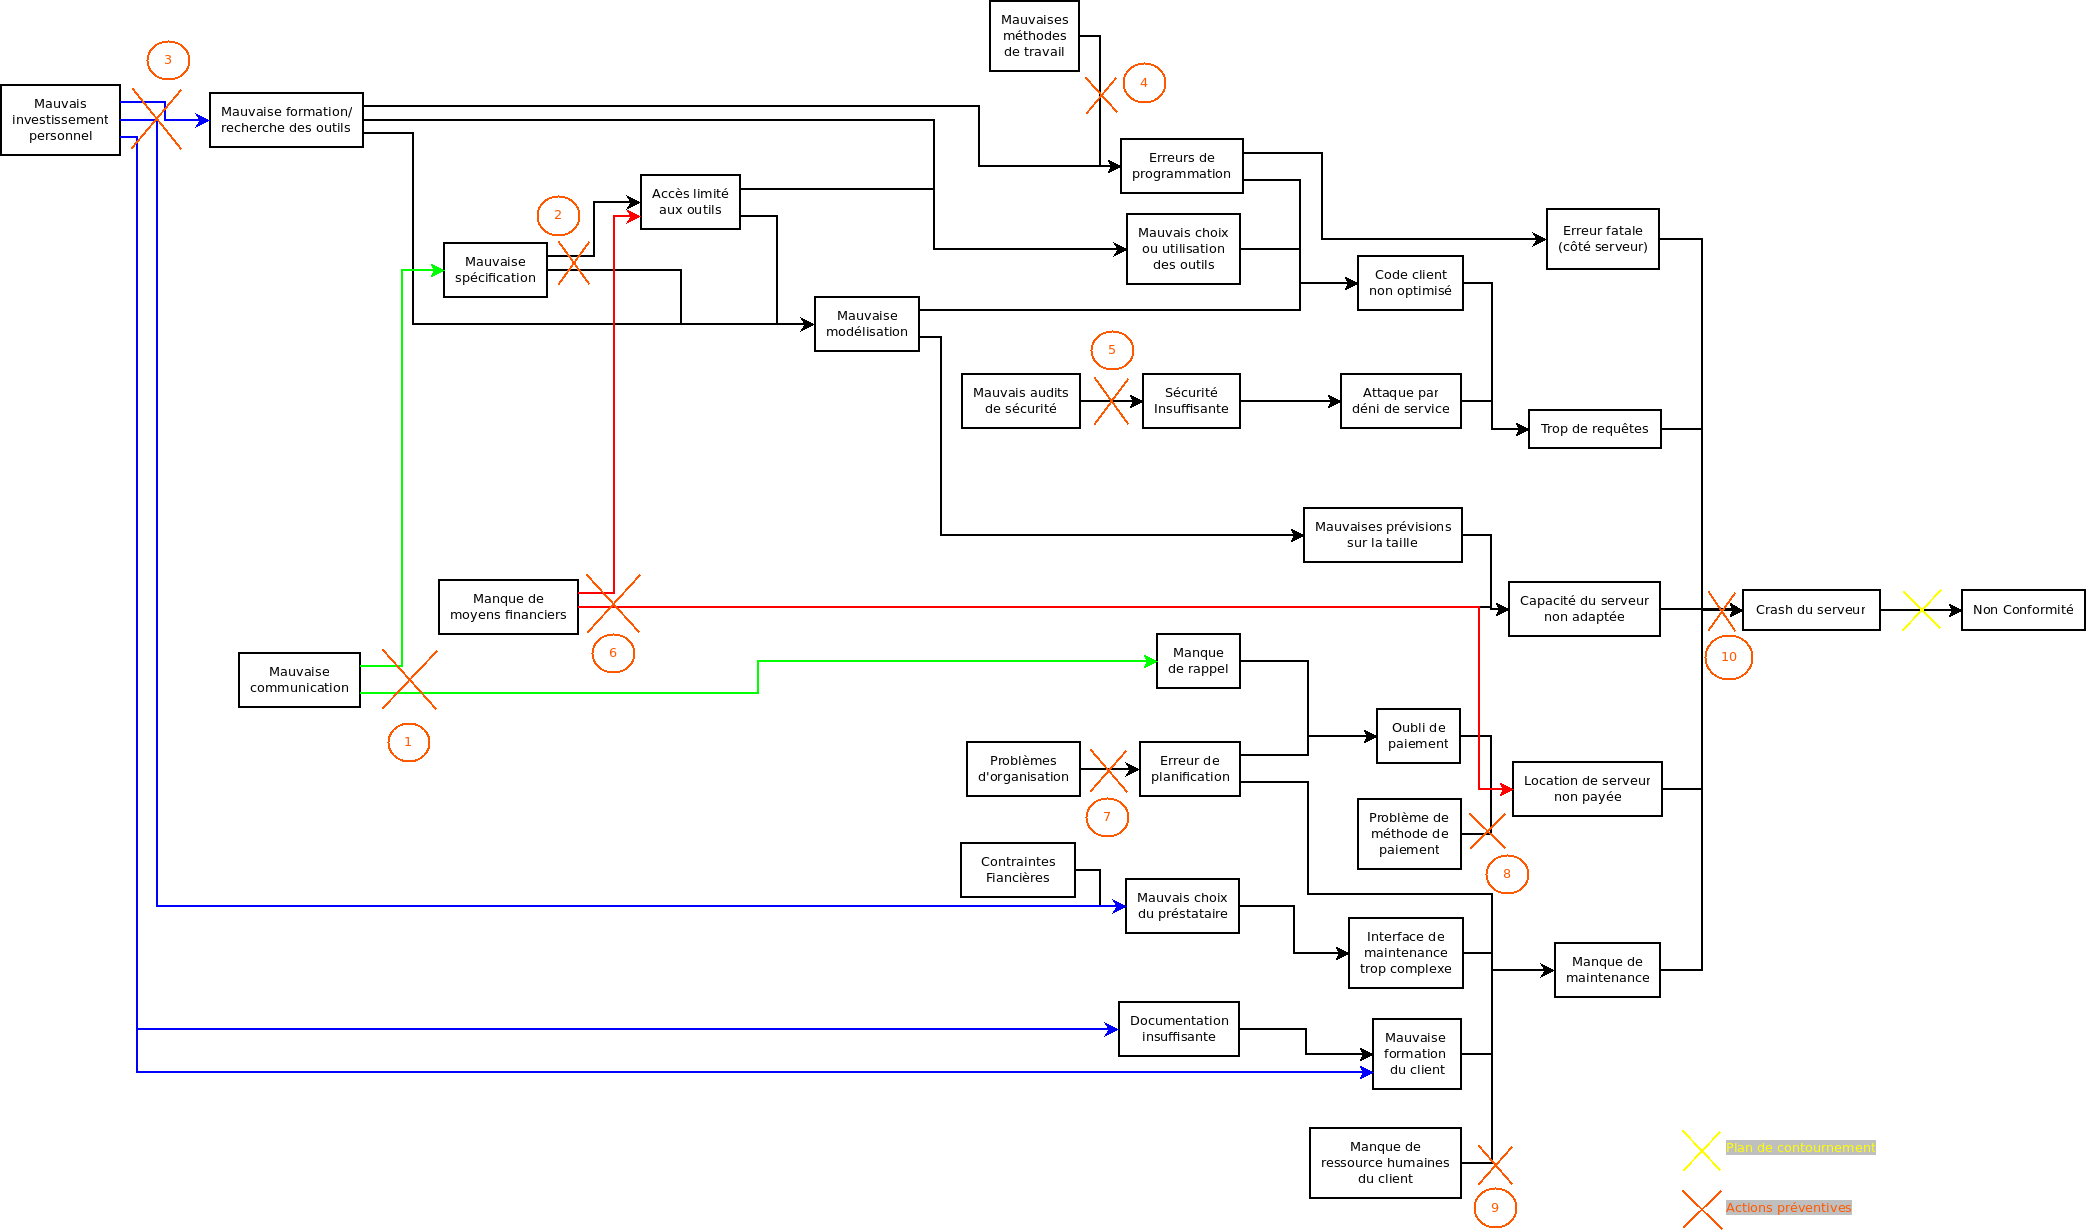 Mauvaises
méthodes
de travail
3
4
Mauvais
investissement
personnel
Mauvaise formation/
recherche des outils
Erreurs de
programmation
Accès limité
aux outils
2
Mauvais choix
ou utilisation
des outils
Erreur fatale
(côté serveur)
Mauvaise
spécification
Code client
non optimisé
Mauvaise
modélisation
5
Mauvais audits
de sécurité
Sécurité
Insuffisante
Attaque par
déni de service
Trop de requêtes
Mauvaises prévisions
sur la taille
Manque de
moyens financiers
Capacité du serveur
non adaptée
Crash du serveur
Non Conformité
6
10
Manque
de rappel
Mauvaise
communication
1
Oubli de
paiement
Problèmes
d'organisation
Erreur de
planification
Location de serveur
non payée
7
Problème de
méthode de
paiement
8
Contraintes
Fiancières
Mauvais choix
du préstataire
Interface de
maintenance
trop complexe
Manque de
maintenance
Documentation
insuffisante
Mauvaise
formation
du client
Manque de
ressource humaines
du client
9
Plan de contournement
Actions préventives